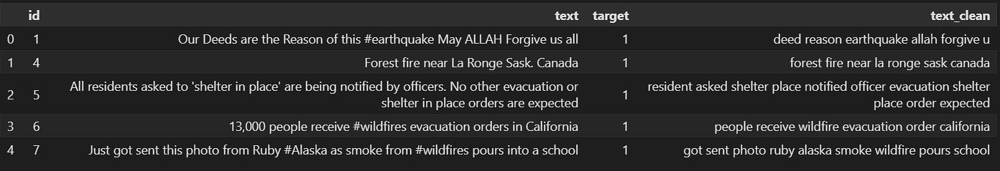 id text target text_clean
0 1 Our Deeds are the Reason of this #earthquake May ALLAH Forgive us all 1 deed reason earthquake allah forgive u
1 4 Forest fire near La Ronge Sask. Canada 1 forest fire near la ronge sask canada
2 5 All residents asked to 'shelter in place' are being notified by officers. No other evacuation or shelter in place orders are expected 1 resident asked shelter place notified officer evacuation shelter place order expected
3 6 13,000 people receive #wildfires evacuation orders in California 1 people receive wildfire evacuation order california
4 7 Just got sent this photo from Ruby #Alaska as smoke from #wildfires pours into a school 1 got sent photo ruby alaska smoke wildfire pours school